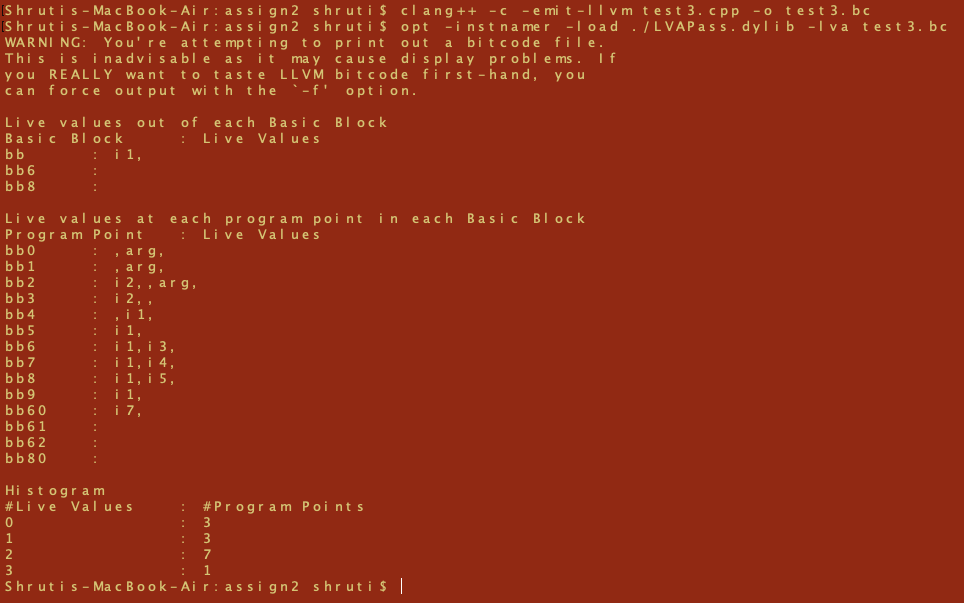 Shrutis-MacBook-Air:assign2 shruti$ clang++ -c -emit-llvm test3.cpp -o test3.bc
Shrutis-MacBook-Air:assign2 shruti$ opt -instnamer -load ./LVAPass.dylib -lva test3.bc
WARNING: You're attempting to print out a bitcode file.
This is inadvisable as it may cause display problems. If
you REALLY want to taste LLVM bitcode first-hand, you
can force output with the `-f' option.

Live values out of each Basic Block
Basic Block : Live Values
bb : i1,
bb6 :
bb8 :

Live values at each program point in each Basic Block
Program Point : Live Values
bb0 : ,arg,
bb1 : ,arg,
bb2 : i2,,arg,
bb3 : i2,,
bb4 : ,i1,
bb5 : i1,
bb6 : i1,i3,
bb7 : i1,i4,
bb8 : i1,i5,
bb9 : i1,
bb60 : i7,
bb61 :
bb62 :
bb80 :

Histogram
#Live Values : #Program Points
0 : 3
1 : 3
2 : 7
3 : 1
Shrutis-MacBook-Air:assign2 shruti$